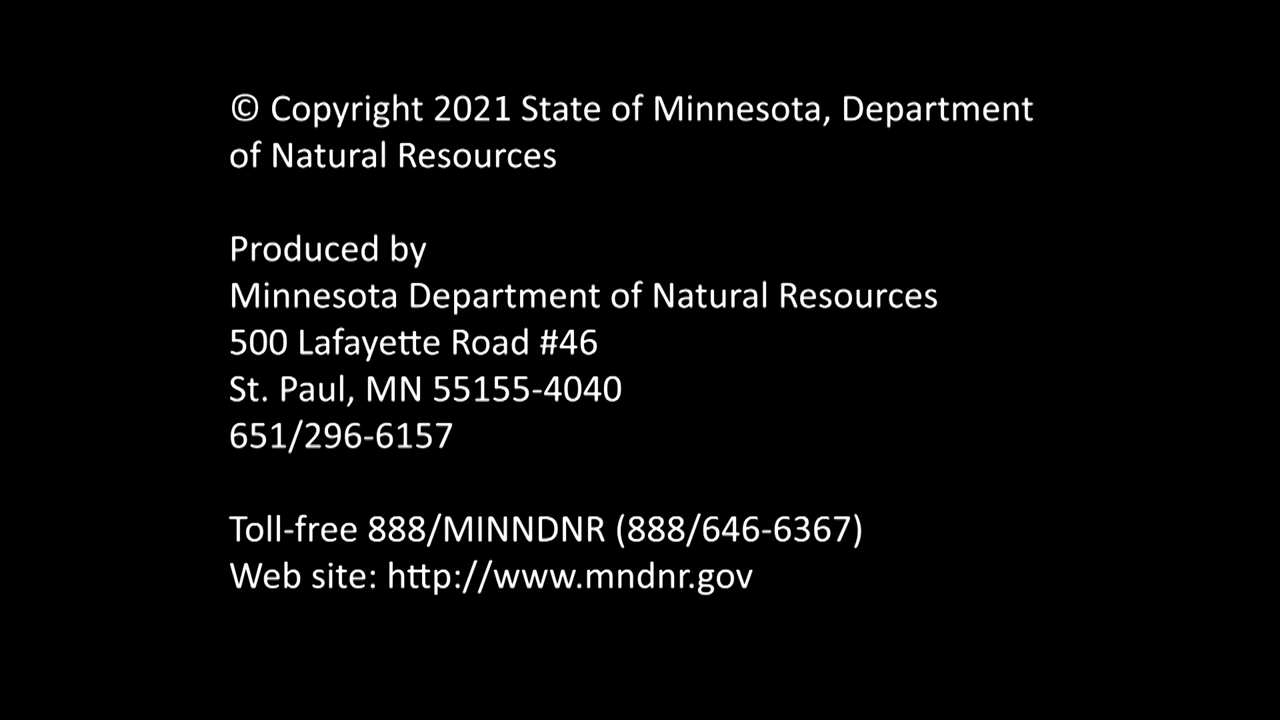 © Copyright 2021 State of Minnesota, Department
of Natural Resources
Produced by
Minnesota Department of Natural Resources
500 Lafayette Road #46
St. Paul, MN 55155-4040
651/296-6157
Toll-free 888/MINNDNR (888/646-6367)
Web site: http://www.mndnr.gov